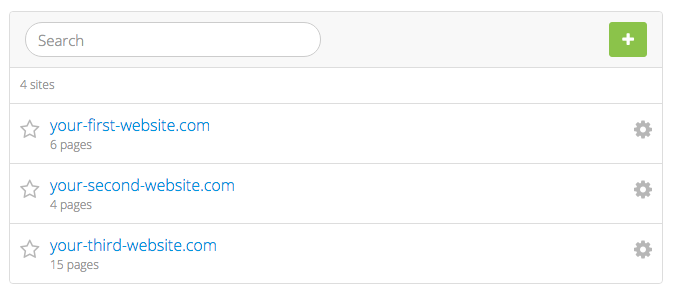 Search
4 sites
your-first-website.com
6 pages
your-second-website.com
4 pages
your-third-website.com
15 pages